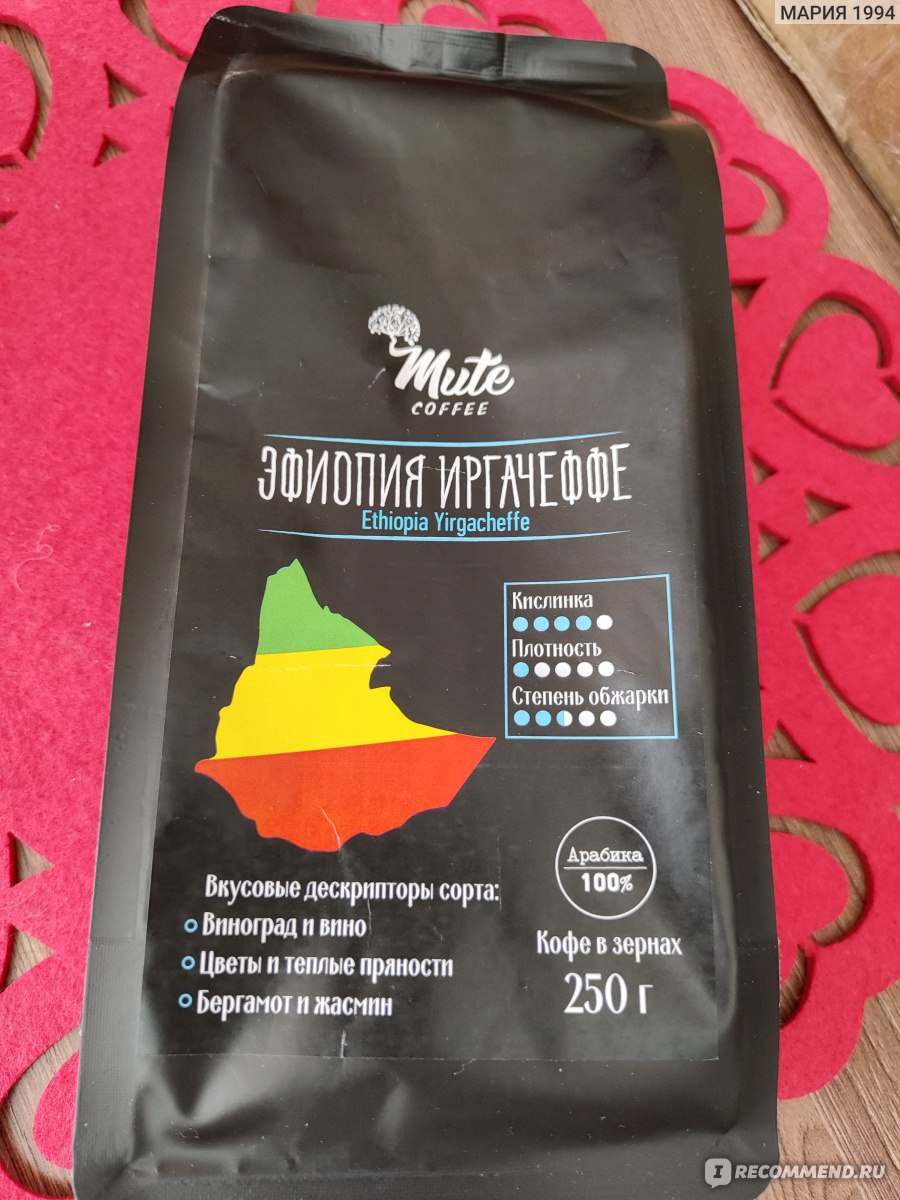 МАРИЯ 1994
Mute
COFFEE
ЭФИОПИЯ ИРГАЧЕФФЕ
Ethiopia Yirgacheffe
Кислинка
Плотность
Степень обжарки
Арабика
100%
Вкусовые дескрипторы сорта:
Виноград и вино
Цветы и теплые пряности
Бергамот и жасмин
Кофе в зернах
250 г
I RECOMMEND.RU